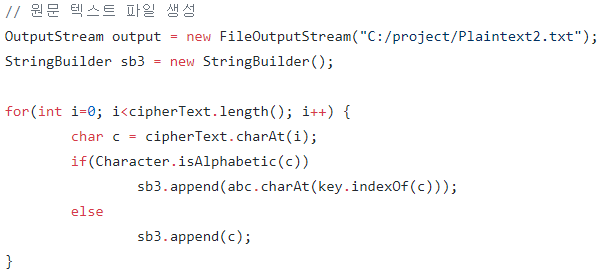 // 원문 텍스트 파일 생성
OutputStream output = new FileOutputStream("C:/project/Plaintext2.txt");
StringBuilder sb3 = new StringBuilder();

for(int i=0; i<cipherText.length(); i++) {
        char c = cipherText.charAt(i);
        if(Character.isAlphabetic(c))
                sb3.append(abc.charAt(key.indexOf(c)));
        else
                sb3.append(c);
}